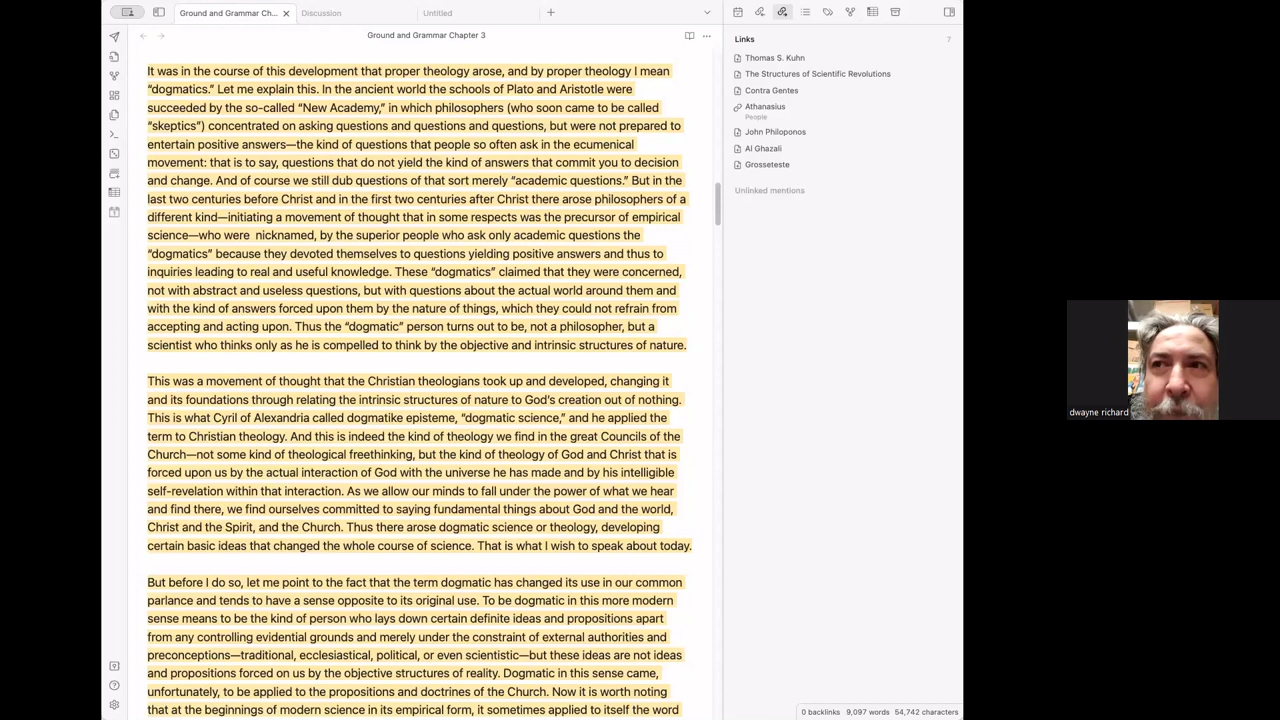 Ground and Grammar Ch...
Discussion
Untitled
Ground and Grammar Chapter 3
It was in the course of this development that proper theology arose, and by proper theology I mean
“dogmatics.” Let me explain this. In the ancient world the schools of Plato and Aristotle were
succeeded by the so-called “New Academy,” in which philosophers (who soon came to be called
“skeptics”) concentrated on asking questions and questions and questions, but were not prepared to
entertain positive answers—the kind of questions that people so often ask in the ecumenical
movement: that is to say, questions that do not yield the kind of answers that commit you to decision
and change. And of course we still dub questions of that sort merely “academic questions.” But in the
last two centuries before Christ and in the first two centuries after Christ there arose philosophers of a
different kind—initiating a movement of thought that in some respects was the precursor of empirical
science—who were  nicknamed, by the superior people who ask only academic questions the
“dogmatics” because they devoted themselves to questions yielding positive answers and thus to
inquiries leading to real and useful knowledge. These “dogmatics” claimed that they were concerned,
not with abstract and useless questions, but with questions about the actual world around them and
with the kind of answers forced upon them by the nature of things, which they could not refrain from
accepting and acting upon. Thus the “dogmatic” person turns out to be, not a philosopher, but a
scientist who thinks only as he is compelled to think by the objective and intrinsic structures of nature.
This was a movement of thought that the Christian theologians took up and developed, changing it
and its foundations through relating the intrinsic structures of nature to God’s creation out of nothing.
This is what Cyril of Alexandria called dogmatike episteme, “dogmatic science,” and he applied the
term to Christian theology. And this is indeed the kind of theology we find in the great Councils of the
Church—not some kind of theological freethinking, but the kind of theology of God and Christ that is
forced upon us by the actual interaction of God with the universe he has made and by his intelligible
self-revelation within that interaction. As we allow our minds to fall under the power of what we hear
and find there, we find ourselves committed to saying fundamental things about God and the world,
Christ and the Spirit, and the Church. Thus there arose dogmatic science or theology, developing
certain basic ideas that changed the whole course of science. That is what I wish to speak about today.
But before I do so, let me point to the fact that the term dogmatic has changed its use in our common
parlance and tends to have a sense opposite to its original use. To be dogmatic in this more modern
sense means to be the kind of person who lays down certain definite ideas and propositions apart
from any controlling evidential grounds and merely under the constraint of external authorities and
preconceptions—traditional, ecclesiastical, political, or even scientistic—but these ideas are not ideas
and propositions forced on us by the objective structures of reality. Dogmatic in this sense came,
unfortunately, to be applied to the propositions and doctrines of the Church. Now it is worth noting
that at the beginnings of modern science in its empirical form, it sometimes applied to itself the word
Links
7
Thomas S. Kuhn
The Structures of Scientific Revolutions
Contra Gentes
Athanasius
People
John Philoponos
Al Ghazali
Grosseteste
Unlinked mentions
0 backlinks 9,097 words 54,742 characters
dwayne richard